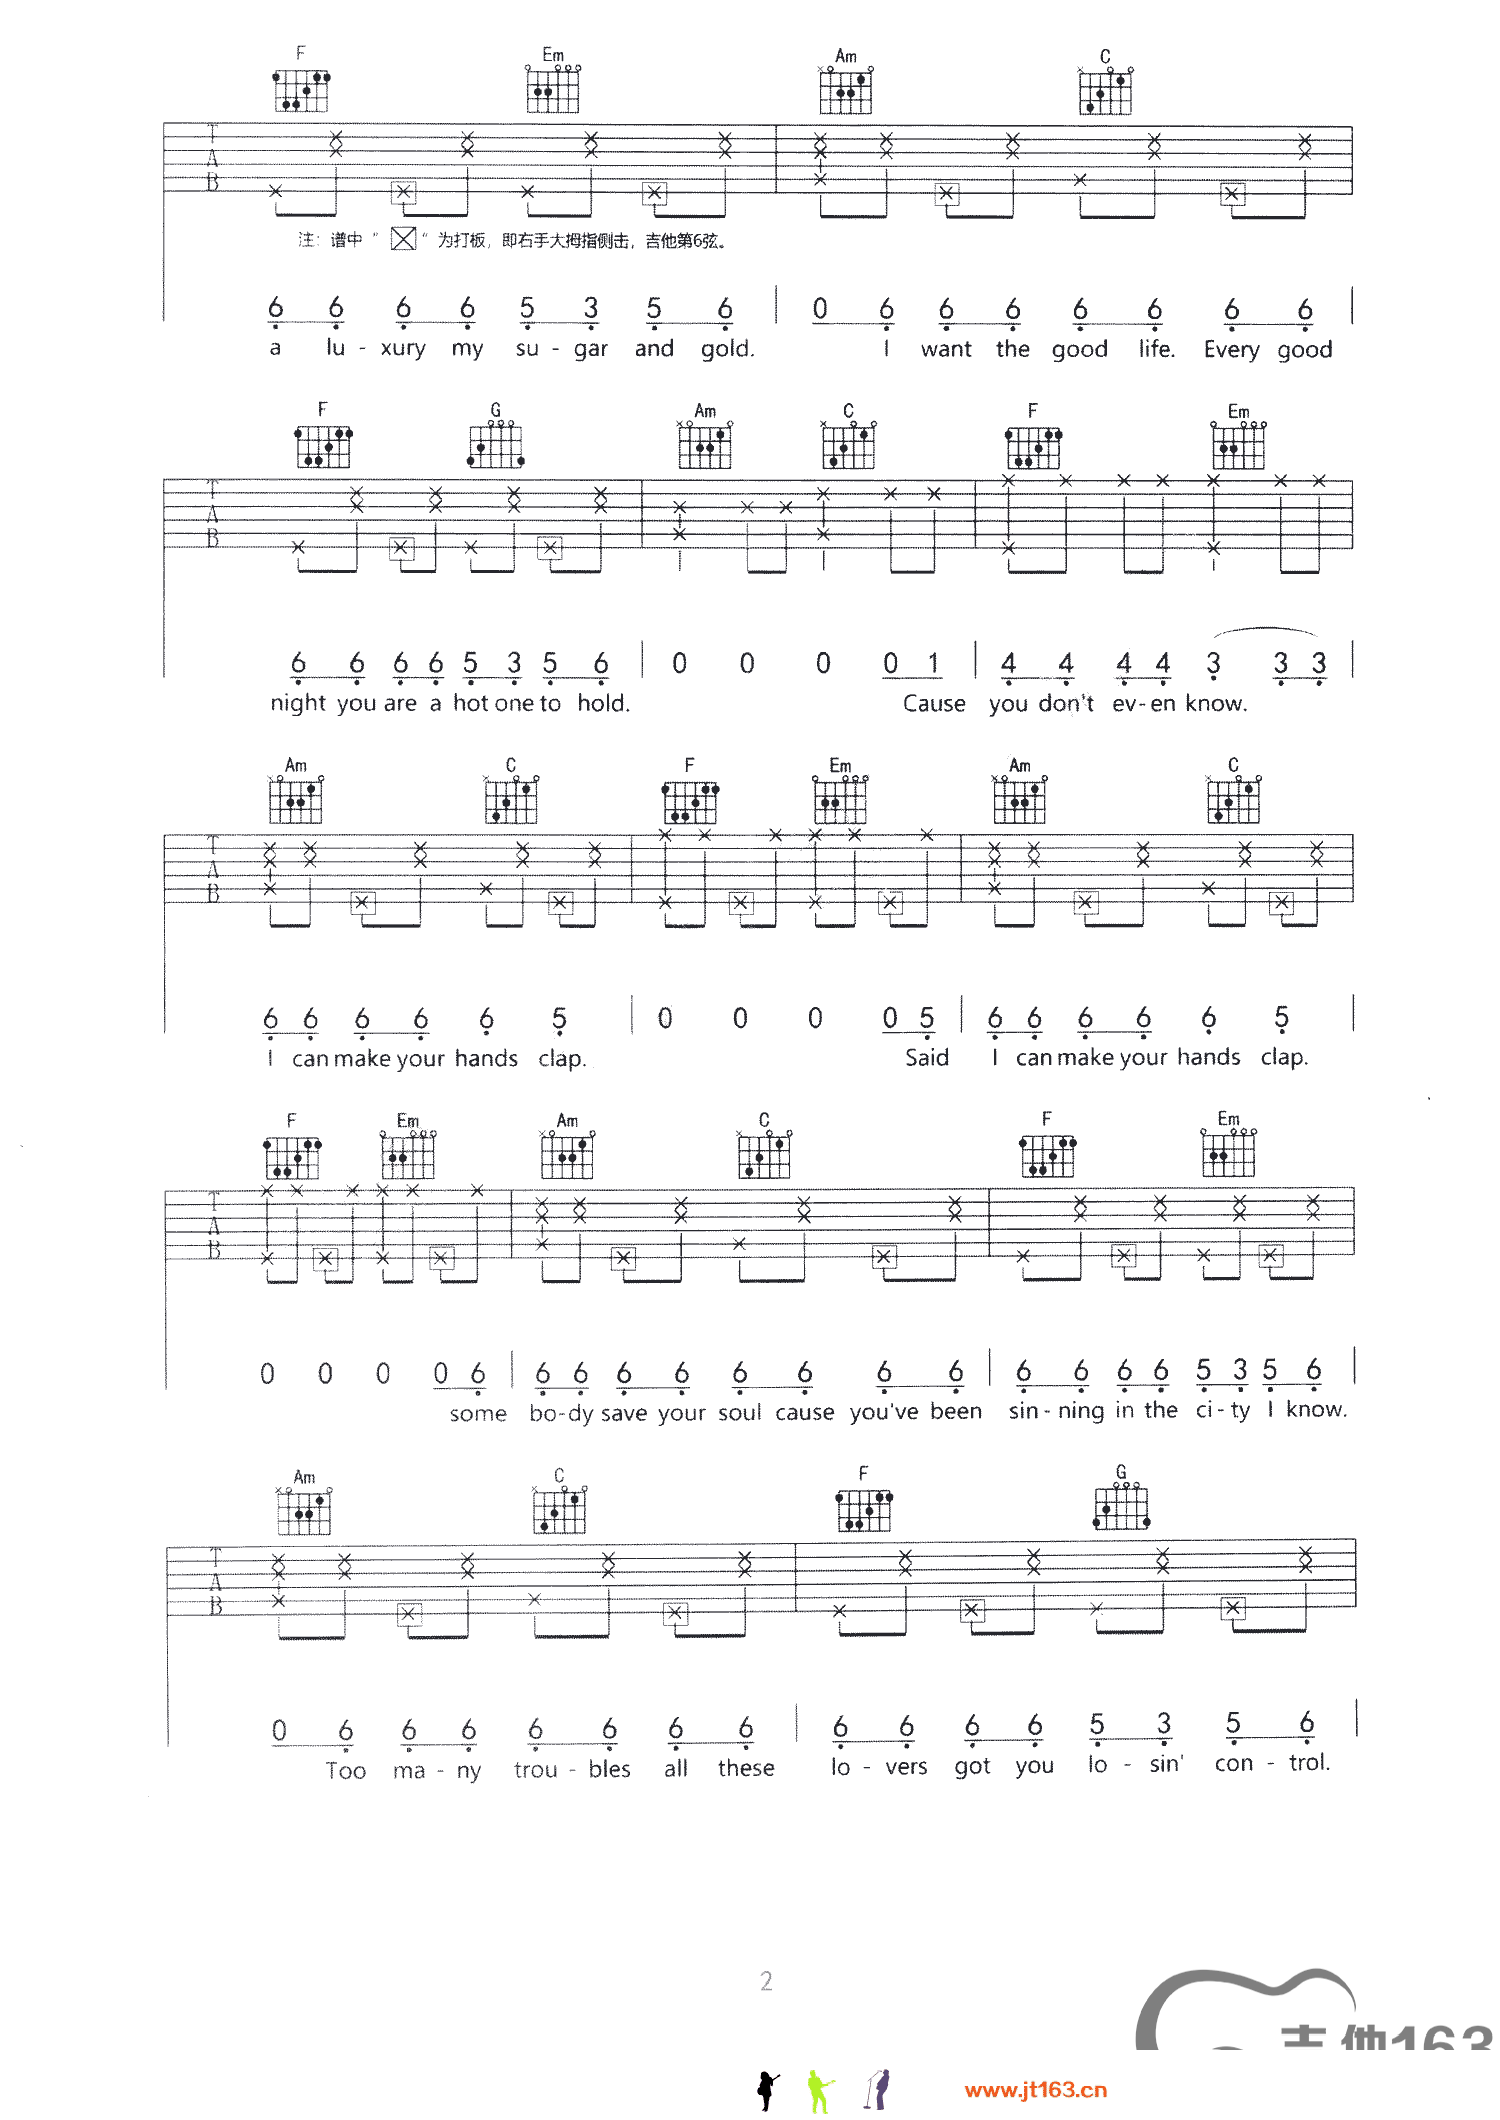 F Em Am C
T
A
B
注：谱中“ ”为打板，即右手大拇指侧击，吉他第6弦。
6 6 6 6 5 3 5 6 0 6 6 6 6 6 6 6
a lu - xury my su - gar and gold. I want the good life. Every good
F G Am C F Em
T
A
B
6 6 6 6 5 3 5 6 0 0 0 0 1 4 4 4 4 3 3 3
night you are a hot one to hold. Cause you don't ev-en know.
Am C F Em Am C
T
A
B
6 6 6 6 6 5 0 0 0 0 5 6 6 6 6 6 5
I can make your hands clap. Said I can make your hands clap.
F Em Am C F Em
T
A
B
0 0 0 0 6 6 6 6 6 6 6 6 6 6 6 6 6 5 3 5 6
some bo-dy save your soul cause you've been sin-ning in the ci-ty I know.
Am C F G
T
A
B
0 6 6 6 6 6 6 6 6 6 6 6 5 3 5 6
Too ma - ny trou - bles all these lo - vers got you lo - sin' con - trol.
2
吉他163
www.jt163.cn